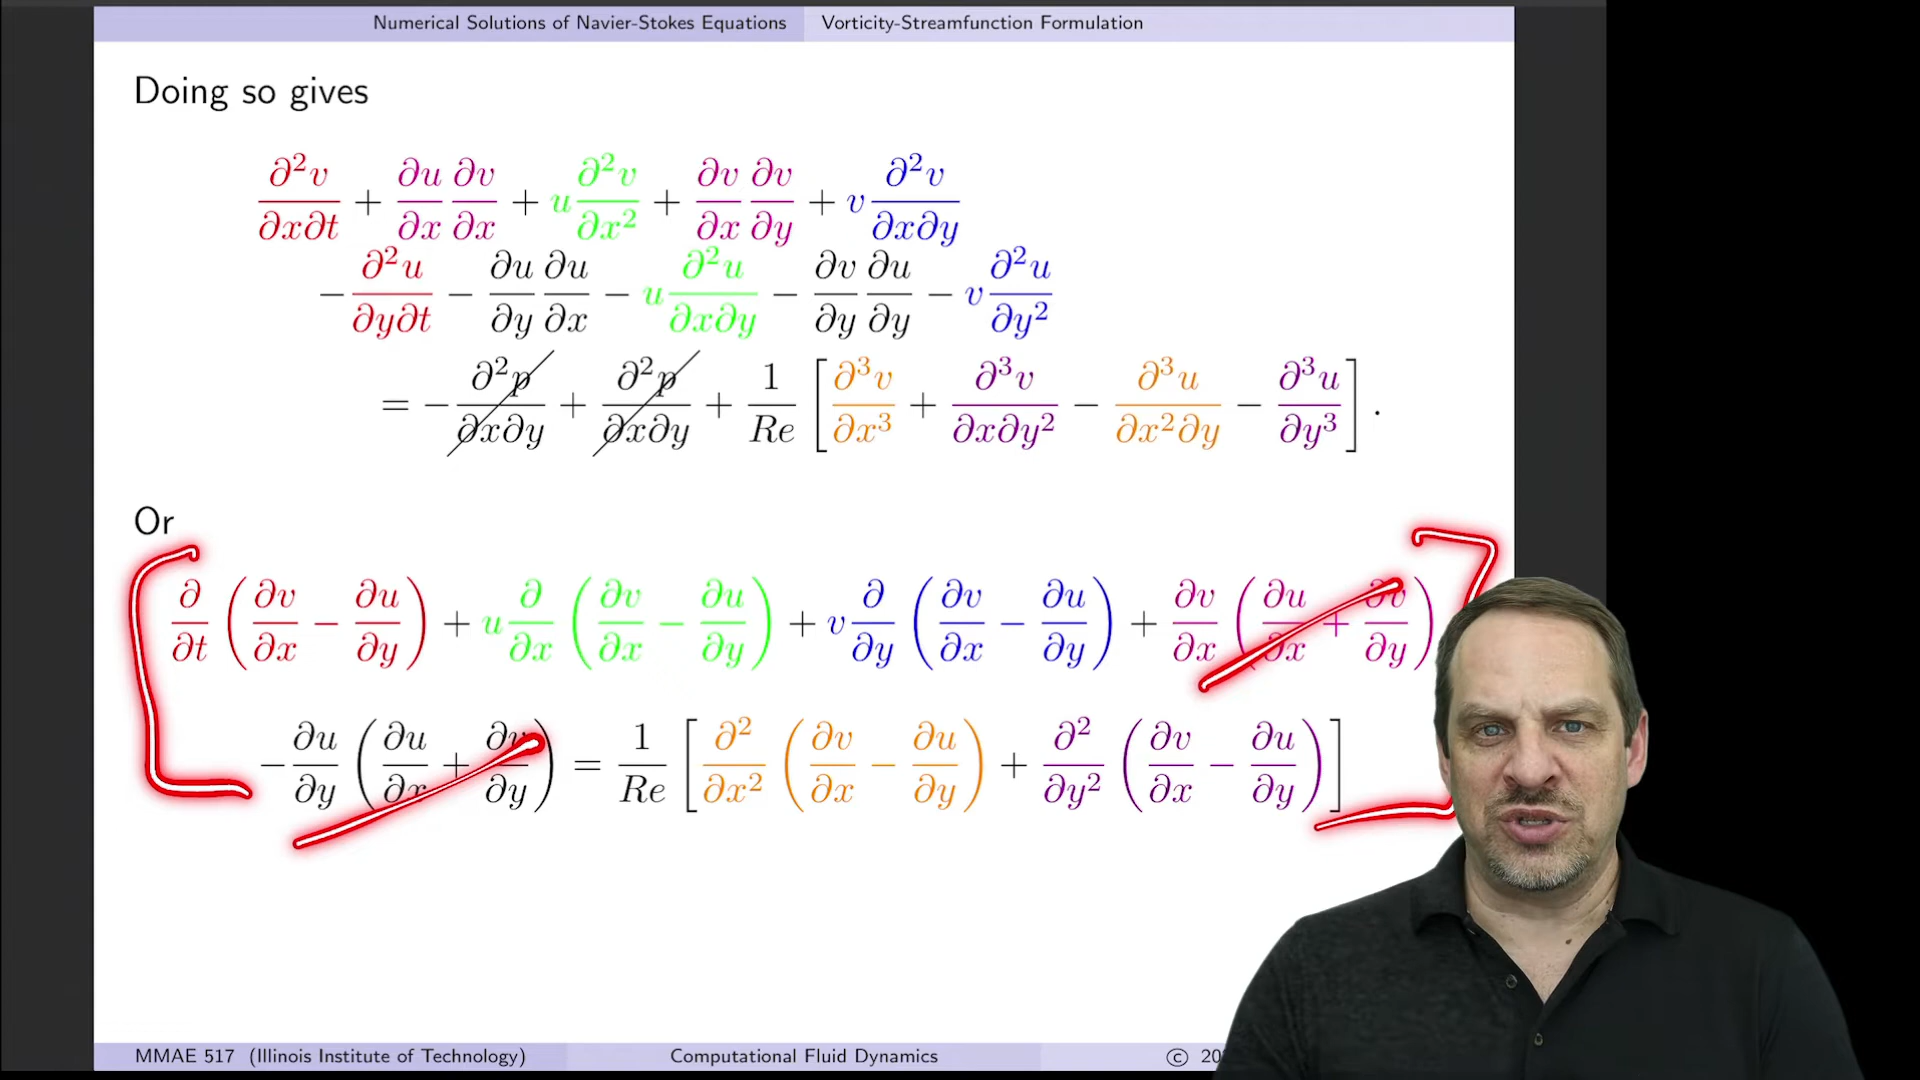 Numerical Solutions of Navier-Stokes Equations Vorticity-Streamfunction Formulation
Doing so gives
∂²v/∂x∂t + ∂u/∂x ∂v/∂x + u ∂²v/∂x² + ∂v/∂x ∂v/∂y + v ∂²v/∂x∂y
− ∂²u/∂y∂t − ∂u/∂y ∂u/∂x − u ∂²u/∂x∂y − ∂v/∂y ∂u/∂y − v ∂²u/∂y²
= − ∂²p/∂x∂y + ∂²p/∂x∂y + 1/Re [ ∂³v/∂x³ + ∂³v/∂x∂y² − ∂³u/∂x²∂y − ∂³u/∂y³ ] .
Or
∂/∂t ( ∂v/∂x − ∂u/∂y ) + u ∂/∂x ( ∂v/∂x − ∂u/∂y ) + v ∂/∂y ( ∂v/∂x − ∂u/∂y ) + ∂v/∂x ( ∂u/∂x + ∂v/∂y )
− ∂u/∂y ( ∂u/∂x + ∂v/∂y ) = 1/Re [ ∂²/∂x² ( ∂v/∂x − ∂u/∂y ) + ∂²/∂y² ( ∂v/∂x − ∂u/∂y ) ]
MMAE 517 (Illinois Institute of Technology) Computational Fluid Dynamics ©